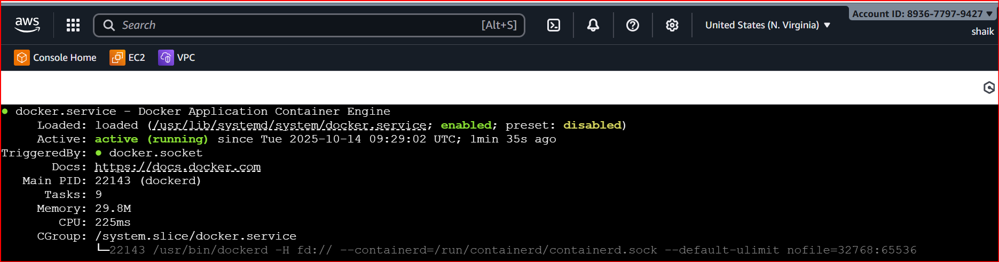 aws
Search [Alt+S]
United States (N. Virginia) ▼
Account ID: 8936-7797-9427 ▼
shaik
Console Home EC2 VPC
● docker.service - Docker Application Container Engine
Loaded: loaded (/usr/lib/systemd/system/docker.service; enabled; preset: disabled)
Active: active (running) since Tue 2025-10-14 09:29:02 UTC; 1min 35s ago
TriggeredBy: ● docker.socket
Docs: https://docs.docker.com
Main PID: 22143 (dockerd)
Tasks: 9
Memory: 29.8M
CPU: 225ms
CGroup: /system.slice/docker.service
└─22143 /usr/bin/dockerd -H fd:// --containerd=/run/containerd/containerd.sock --default-ulimit nofile=32768:65536